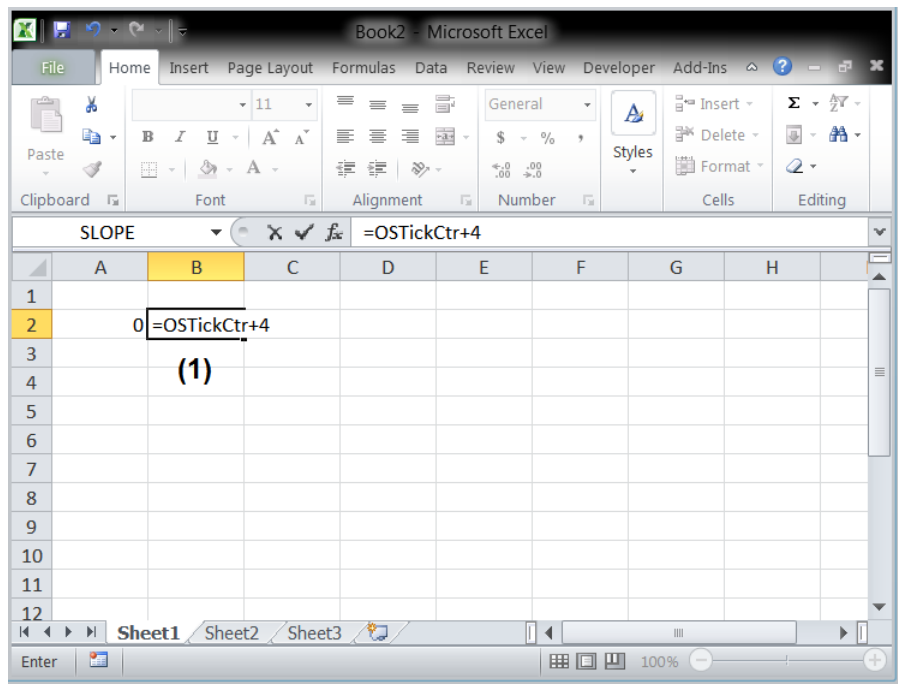 Book2 - Microsoft Excel
File Home Insert Page Layout Formulas Data Review View Developer Add-Ins
11 General
B I U A A $ % ,
Paste Styles
Insert
Delete
Format
Clipboard Font Alignment Number Cells Editing
SLOPE fx =OSTickCtr+4
A B C D E F G H
1
2 0 =OSTickCtr+4
3
(1)
4
5
6
7
8
9
10
11
12
Sheet1 Sheet2 Sheet3
Enter 100%